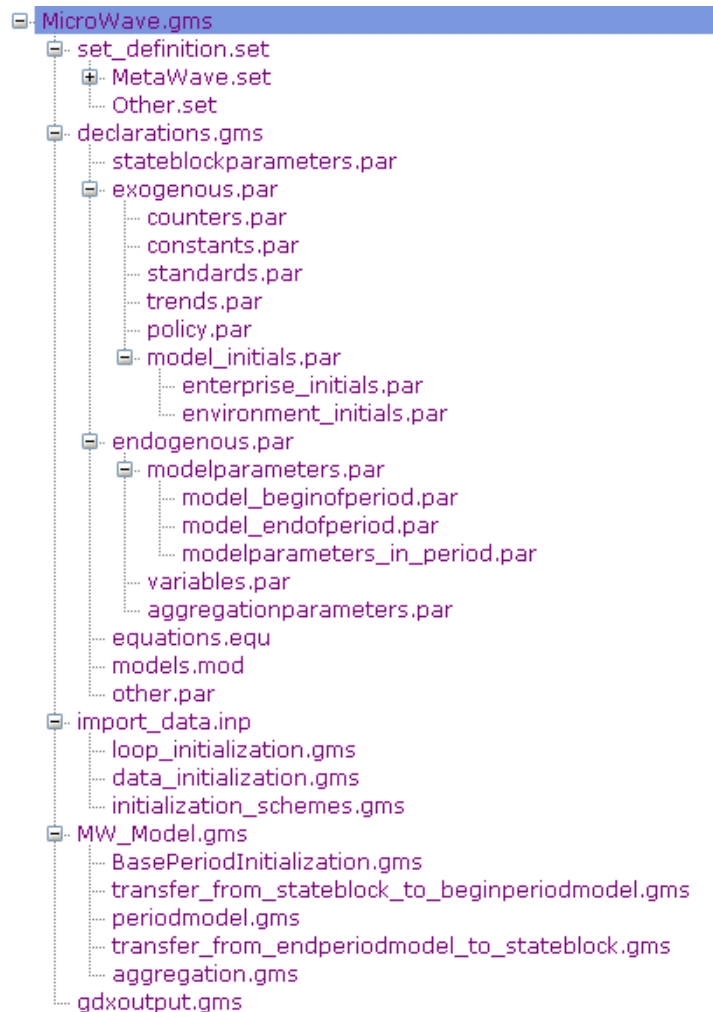 MicroWave.gms
set_definition.set
MetaWave.set
Other.set
declarations.gms
stateblockparameters.par
exogenous.par
counters.par
constants.par
standards.par
trends.par
policy.par
model_initials.par
enterprise_initials.par
environment_initials.par
endogenous.par
modelparameters.par
model_beginofperiod.par
model_endofperiod.par
modelparameters_in_period.par
variables.par
aggregationparameters.par
equations.equ
models.mod
other.par
import_data.inp
loop_initialization.gms
data_initialization.gms
initialization_schemes.gms
MW_Model.gms
BasePeriodInitialization.gms
transfer_from_stateblock_to_beginperiodmodel.gms
periodmodel.gms
transfer_from_endperiodmodel_to_stateblock.gms
aggregation.gms
gdxoutput.gms